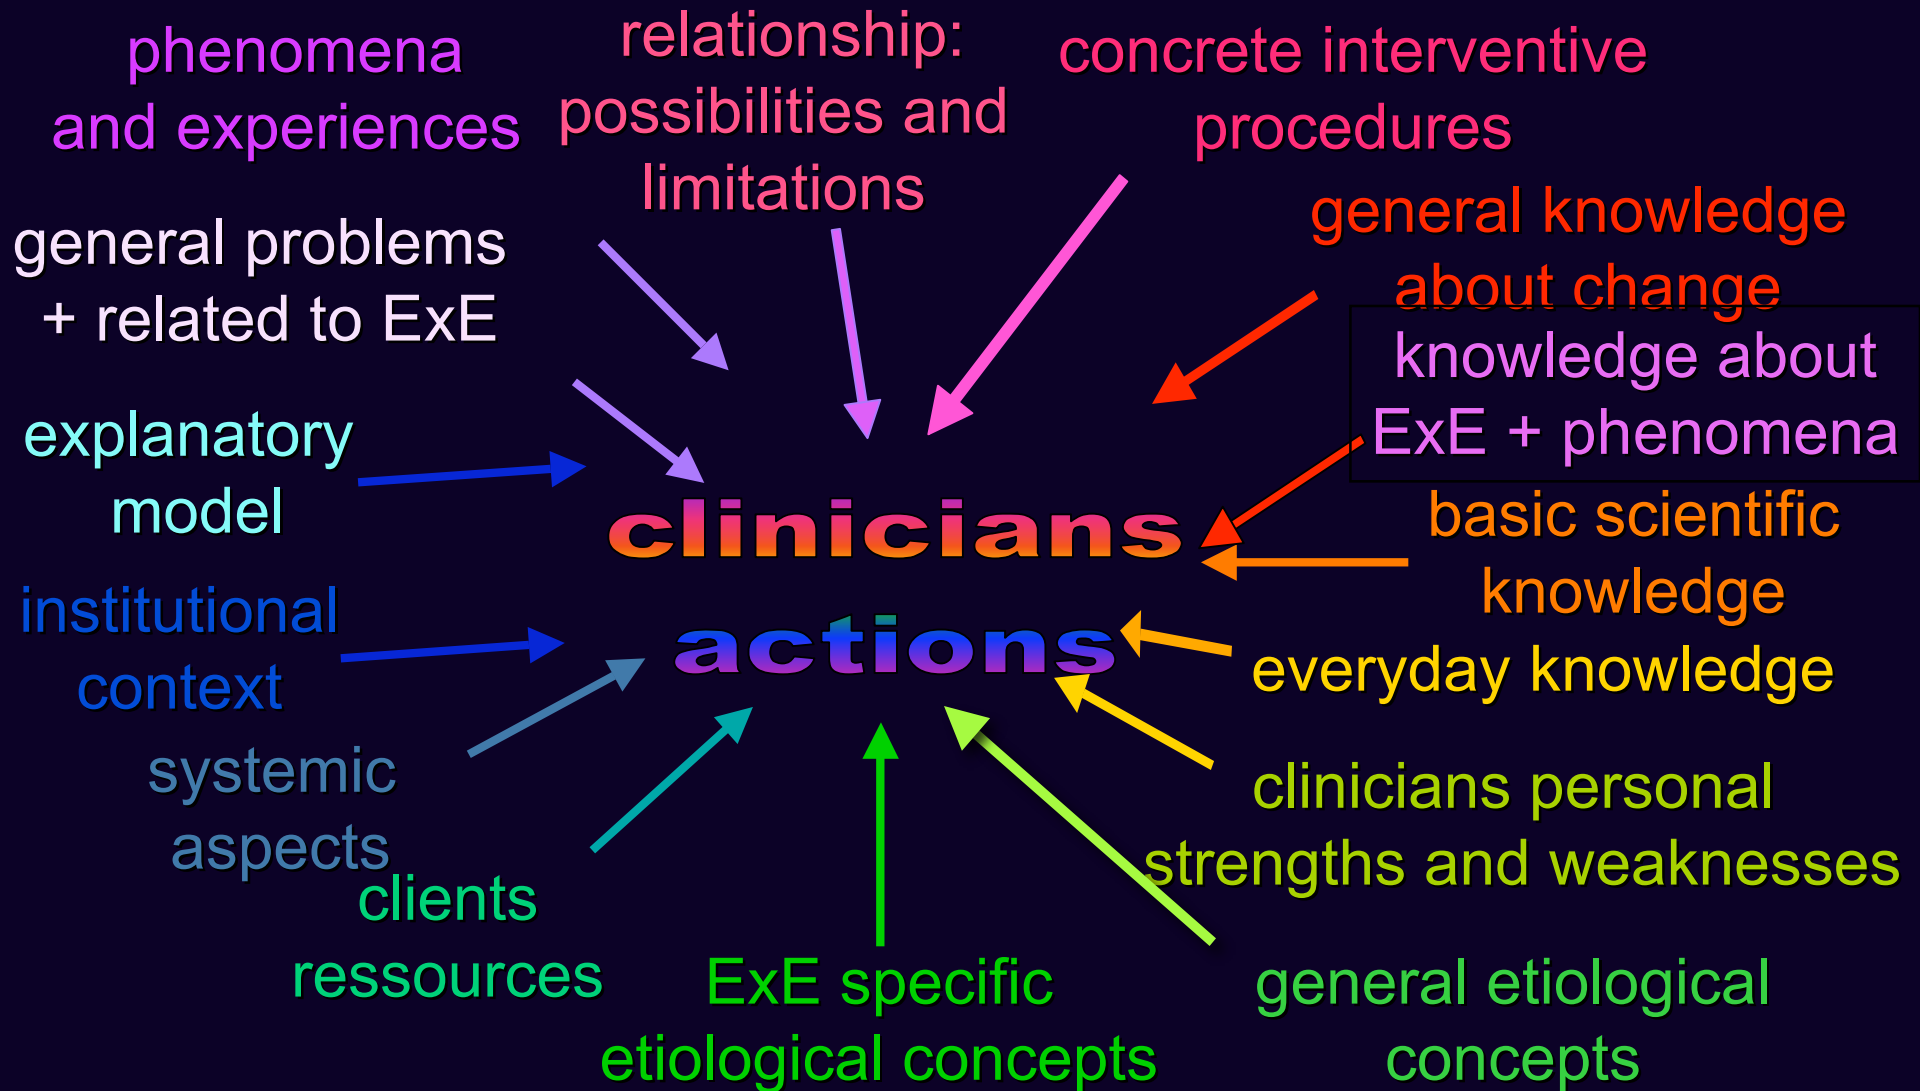 phenomena
and experiences
relationship:
possibilities and
limitations
concrete interventive
procedures
general knowledge
about change
general problems
+ related to ExE
knowledge about
ExE + phenomena
explanatory
model
clinicians
actions
basic scientific
knowledge
institutional
context
everyday knowledge
systemic
aspects
clinicians personal
strengths and weaknesses
clients
ressources
ExE specific
etiological concepts
general etiological
concepts